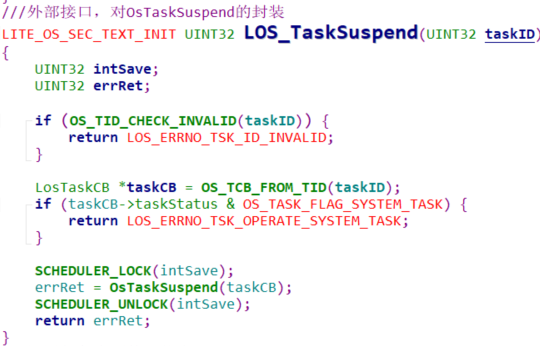 ///外部接口，对OsTaskSuspend的封装
LITE_OS_SEC_TEXT_INIT UINT32 LOS_TaskSuspend(UINT32 taskID)
{
    UINT32 intSave;
    UINT32 errRet;

    if (OS_TID_CHECK_INVALID(taskID)) {
        return LOS_ERRNO_TSK_ID_INVALID;
    }

    LosTaskCB *taskCB = OS_TCB_FROM_TID(taskID);
    if (taskCB->taskStatus & OS_TASK_FLAG_SYSTEM_TASK) {
        return LOS_ERRNO_TSK_OPERATE_SYSTEM_TASK;
    }

    SCHEDULER_LOCK(intSave);
    errRet = OsTaskSuspend(taskCB);
    SCHEDULER_UNLOCK(intSave);
    return errRet;
}